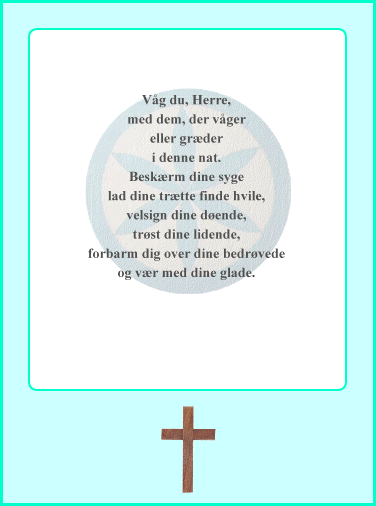 Våg du, Herre,
med dem, der våger
eller græder
i denne nat.
Beskærm dine syge
lad dine trætte finde hvile,
velsign dine døende,
trøst dine lidende,
forbarm dig over dine bedrøvede
og vær med dine glade.